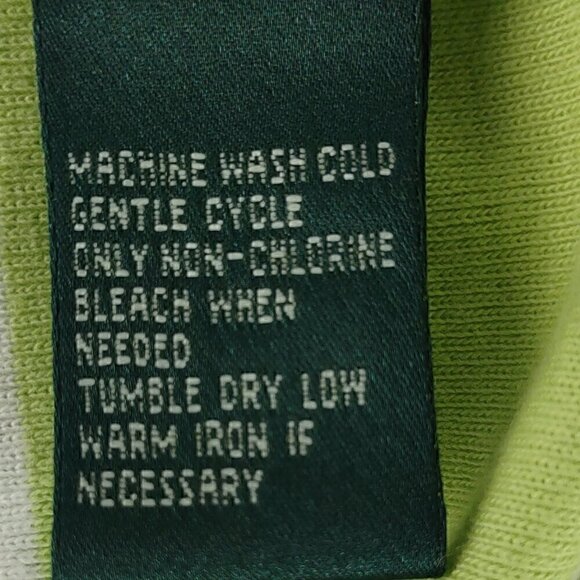 MACHINE WASH COLD
GENTLE CYCLE
ONLY NON-CHLORINE
BLEACH WHEN
NEEDED
TUMBLE DRY LOW
WARM IRON IF
NECESSARY